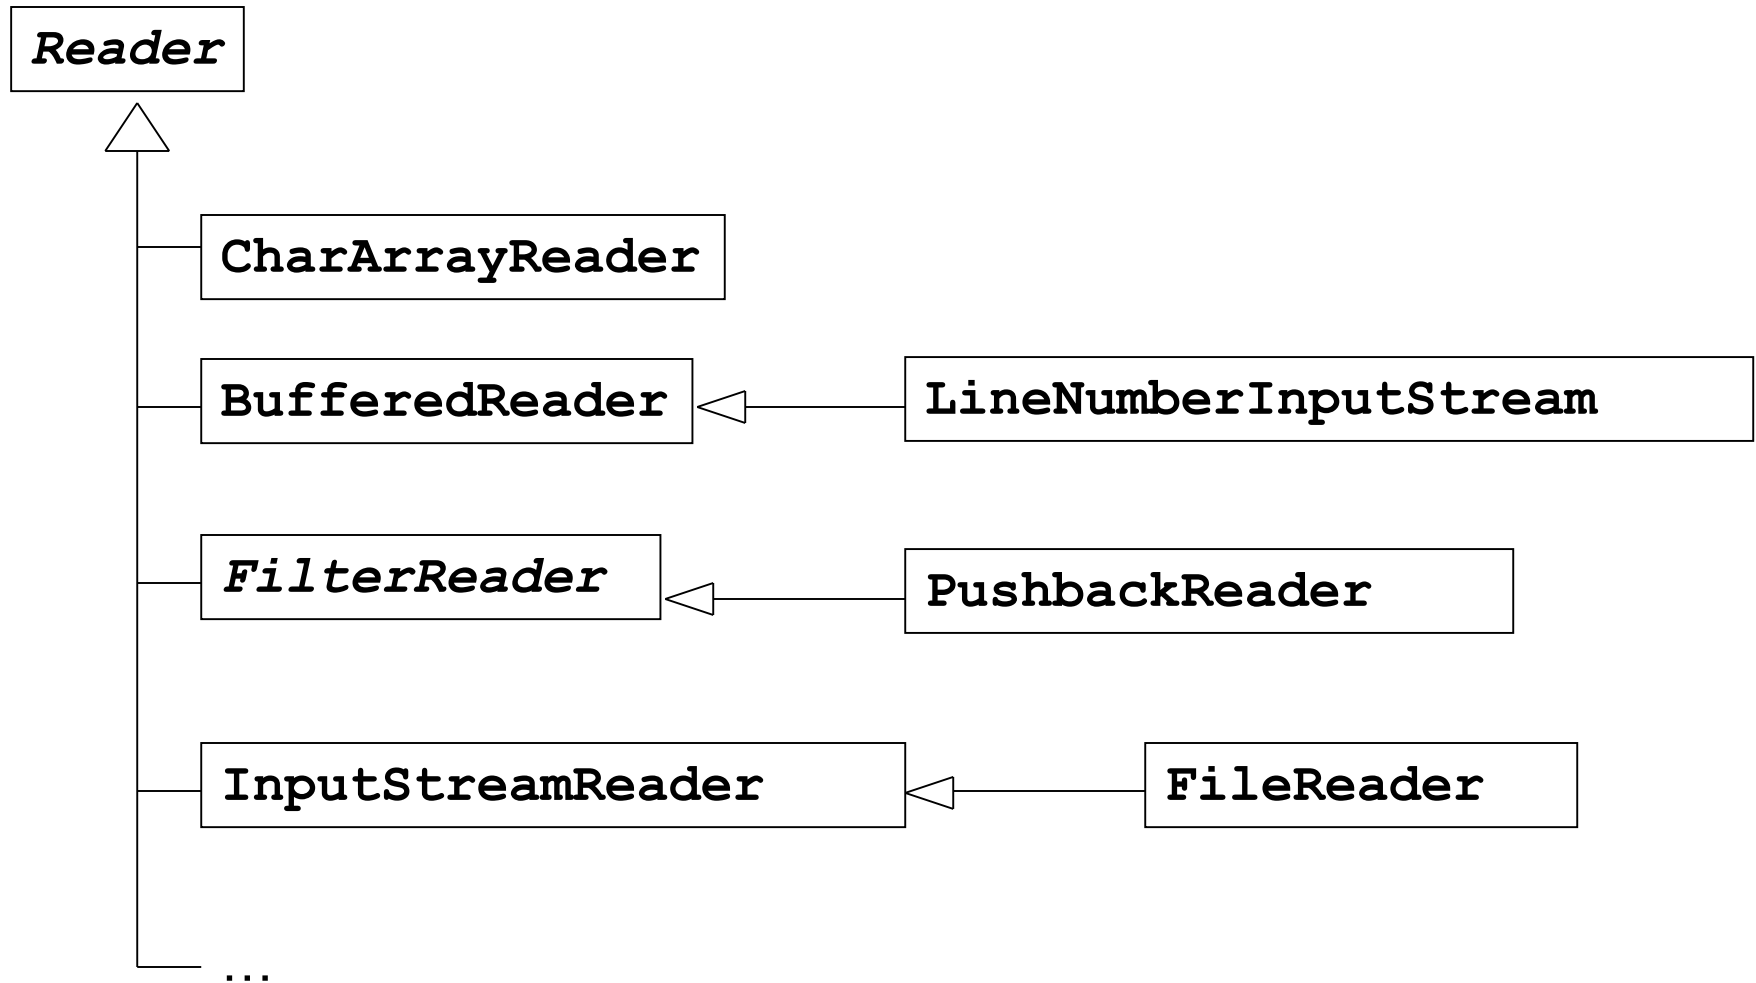 Reader
CharArrayReader
BufferedReader
LineNumberInputStream
FilterReader
PushbackReader
InputStreamReader
FileReader
...